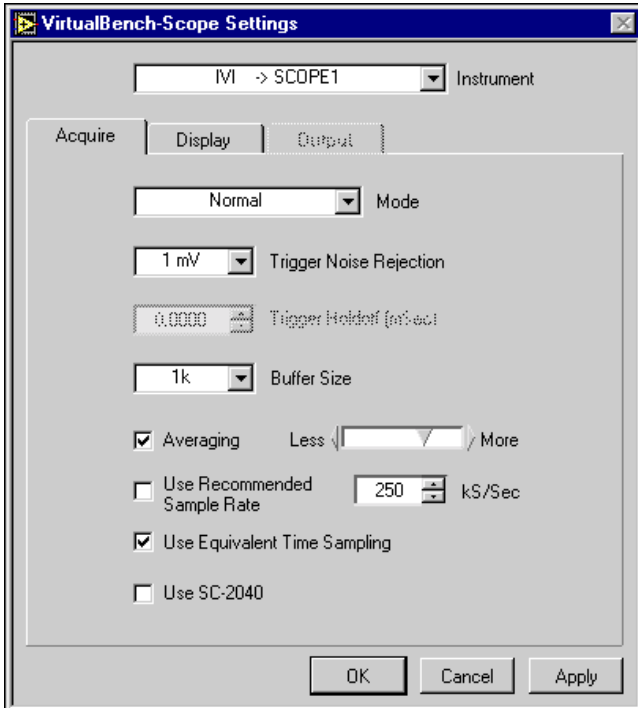 VirtualBench-Scope Settings
IVI -> SCOPE1 Instrument
Acquire Display Output
Normal Mode
1 mV Trigger Noise Rejection
0.0000 Trigger Holdoff (mSec)
1k Buffer Size
Averaging Less More
Use Recommended
Sample Rate 250 kS/Sec
Use Equivalent Time Sampling
Use SC-2040
OK Cancel Apply